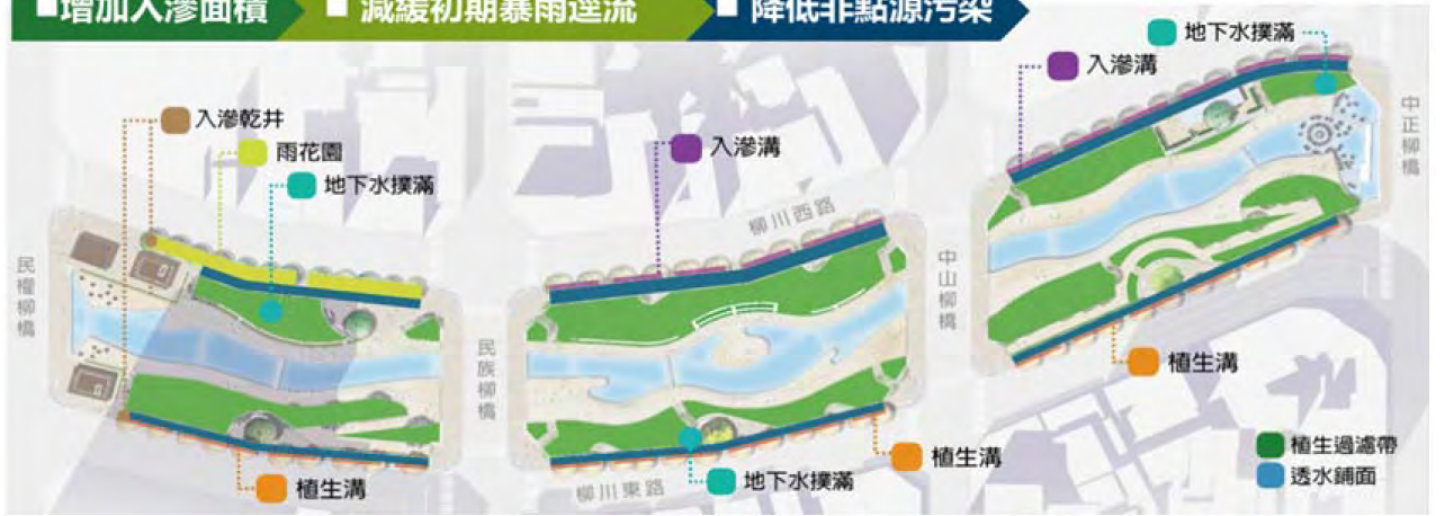 ■增加入滲面積
■ 減緩初期暴雨逕流
■ 降低非點源污染
入滲乾井
雨花園
地下水撲滿
民權柳橋
植生溝
民族柳橋
入滲溝
柳川西路
柳川東路
地下水撲滿
植生溝
中山柳橋
入滲溝
地下水撲滿
中正柳橋
植生溝
植生過濾帶
透水鋪面